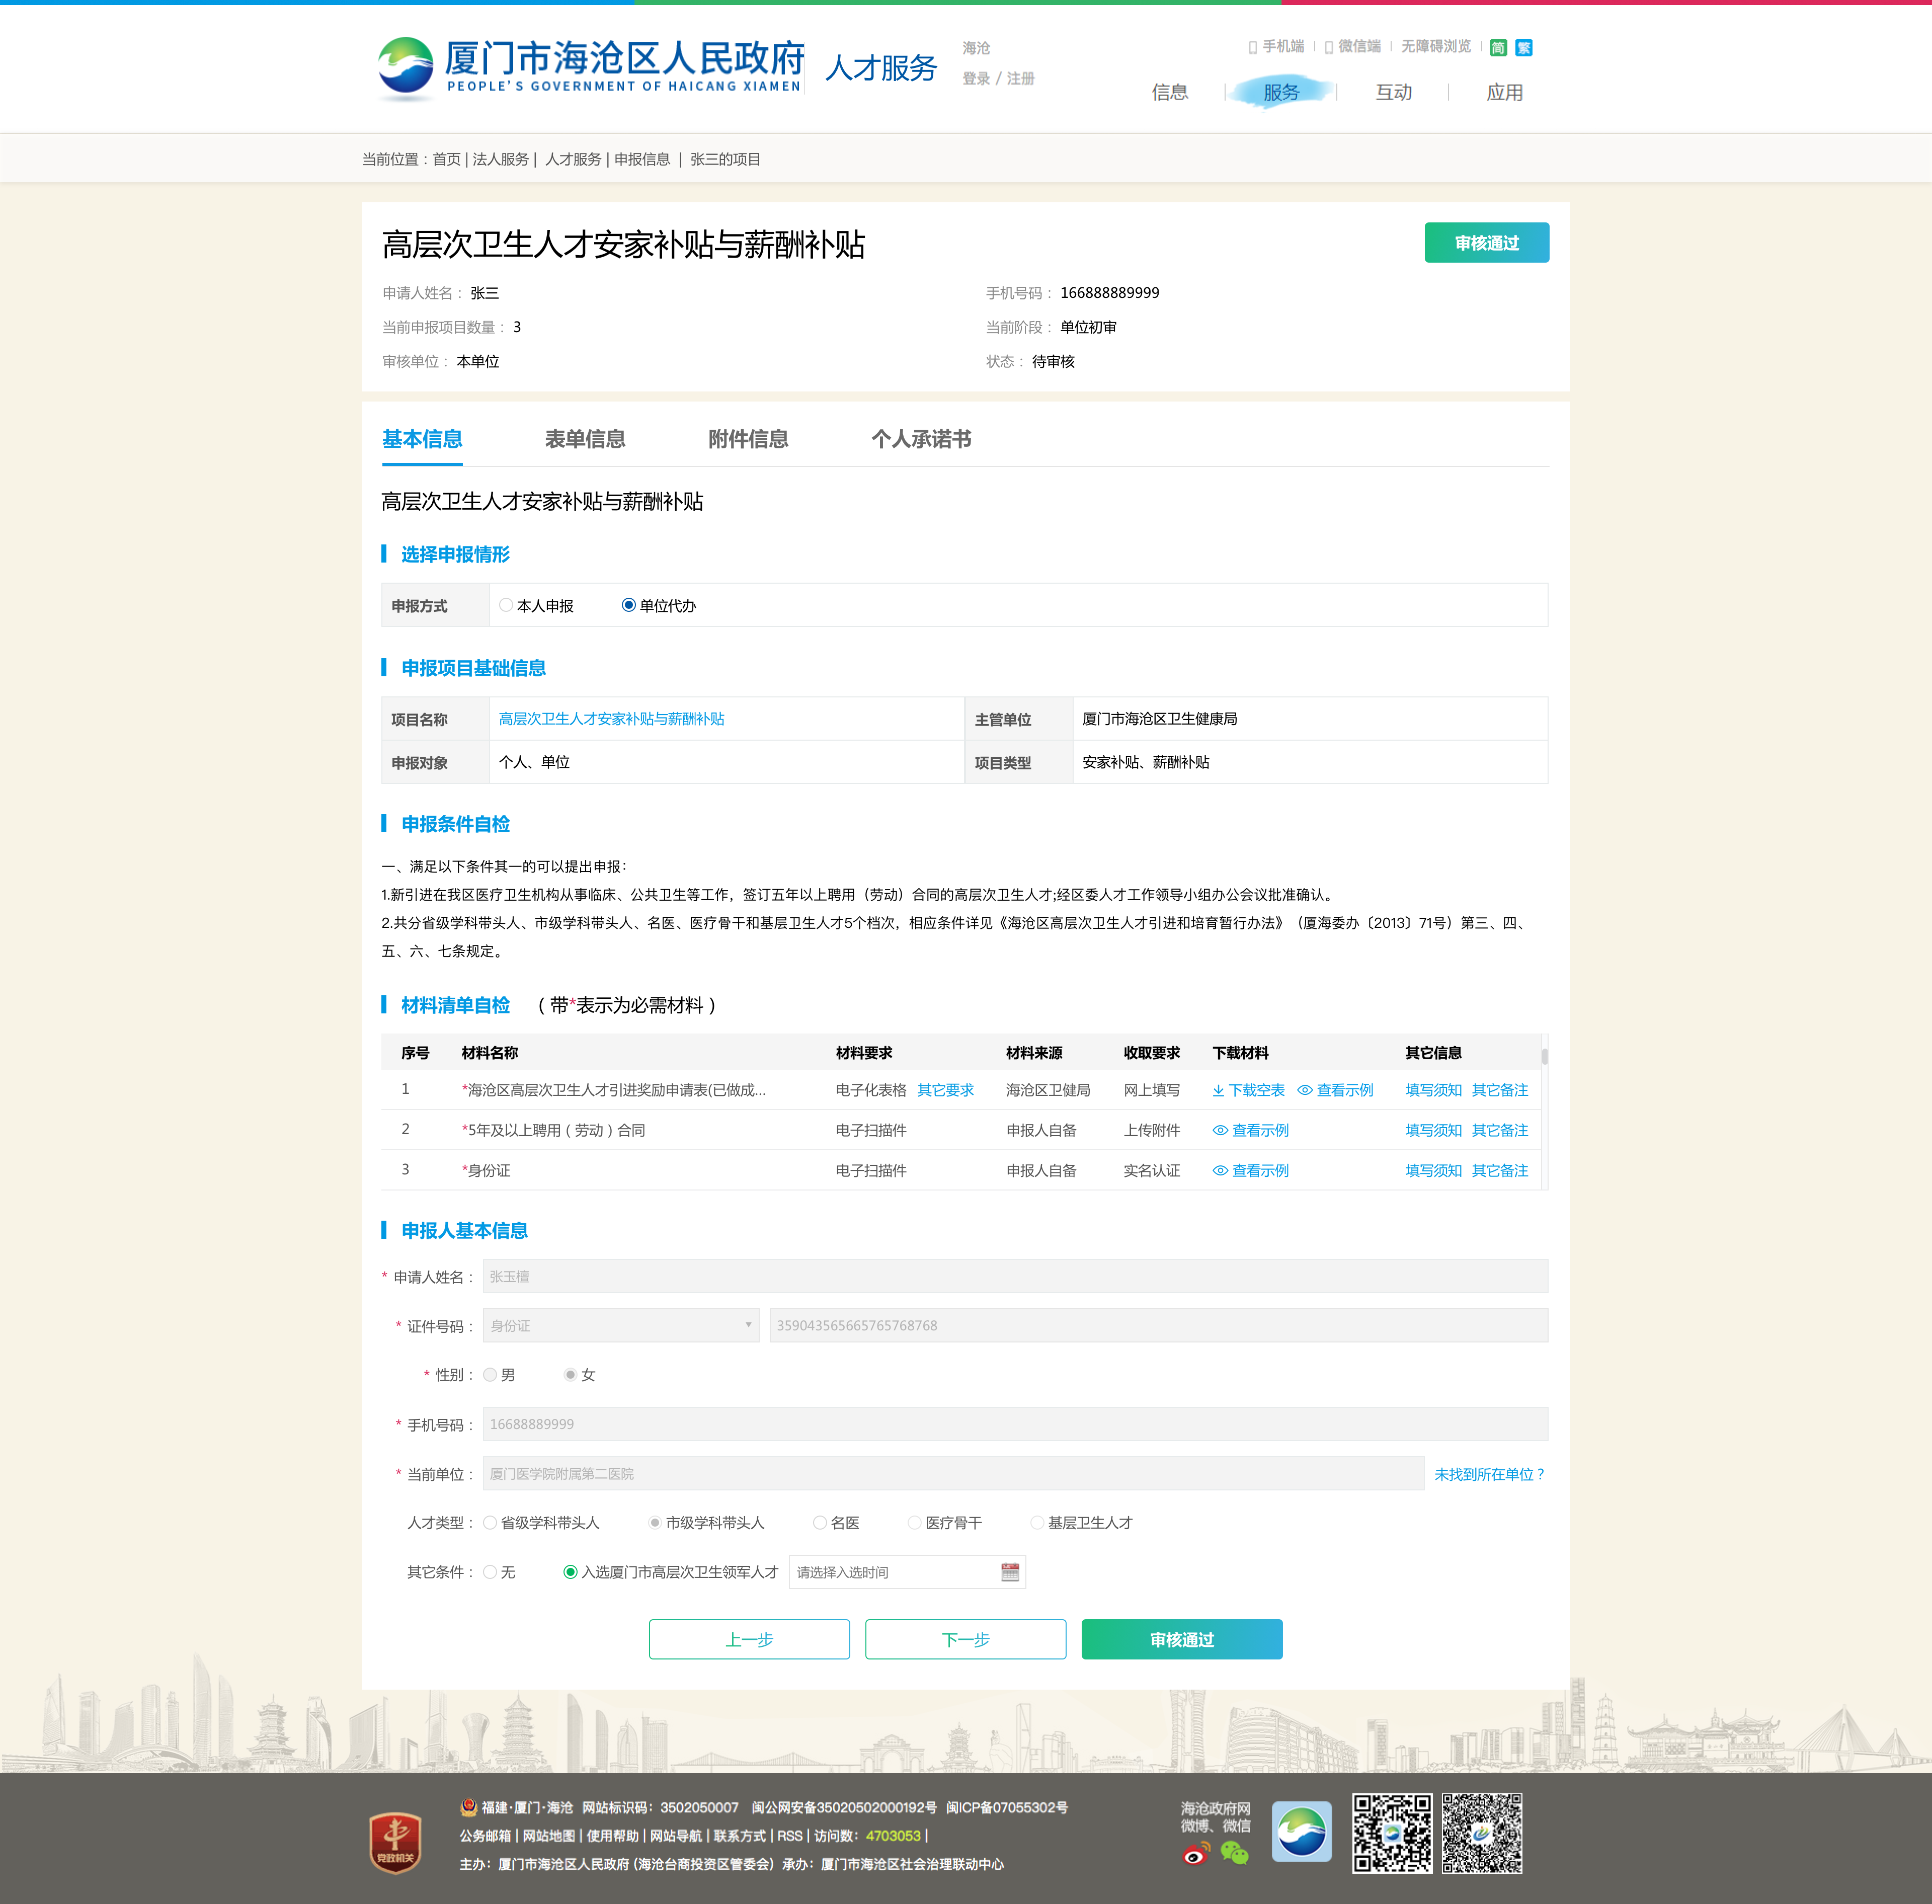 厦门市海沧区人民政府
PEOPLE'S GOVERNMENT OF HAICANG XIAMEN
人才服务
海沧
登录 / 注册
手机端 | 微信端 | 无障碍浏览 | 简 繁
信息 | 服务 | 互动 | 应用
当前位置：首页 | 法人服务 | 人才服务 | 申报信息 | 张三的项目
高层次卫生人才安家补贴与薪酬补贴
审核通过
申请人姓名： 张三
手机号码： 166888889999
当前申报项目数量： 3
当前阶段： 单位初审
审核单位： 本单位
状态： 待审核
基本信息 表单信息 附件信息 个人承诺书
高层次卫生人才安家补贴与薪酬补贴
选择申报情形
申报方式 本人申报 单位代办
申报项目基础信息
项目名称 高层次卫生人才安家补贴与薪酬补贴 主管单位 厦门市海沧区卫生健康局
申报对象 个人、单位 项目类型 安家补贴、薪酬补贴
申报条件自检
一、满足以下条件其一的可以提出申报：
1.新引进在我区医疗卫生机构从事临床、公共卫生等工作，签订五年以上聘用（劳动）合同的高层次卫生人才;经区委人才工作领导小组办公会议批准确认。
2.共分省级学科带头人、市级学科带头人、名医、医疗骨干和基层卫生人才5个档次，相应条件详见《海沧区高层次卫生人才引进和培育暂行办法》（厦海委办〔2013〕71号）第三、四、
五、六、七条规定。
材料清单自检 （带*表示为必需材料）
序号 材料名称 材料要求 材料来源 收取要求 下载材料 其它信息
1 *海沧区高层次卫生人才引进奖励申请表(已做成... 电子化表格 其它要求 海沧区卫健局 网上填写 下载空表 查看示例 填写须知 其它备注
2 *5年及以上聘用（劳动）合同 电子扫描件 申报人自备 上传附件 查看示例 填写须知 其它备注
3 *身份证 电子扫描件 申报人自备 实名认证 查看示例 填写须知 其它备注
申报人基本信息
* 申请人姓名： 张玉檀
* 证件号码： 身份证 359043565665765768768
* 性别： 男 女
* 手机号码： 16688889999
* 当前单位： 厦门医学院附属第二医院 未找到所在单位？
人才类型： 省级学科带头人 市级学科带头人 名医 医疗骨干 基层卫生人才
其它条件： 无 入选厦门市高层次卫生领军人才 请选择入选时间
上一步 下一步 审核通过
党政机关
福建·厦门·海沧 网站标识码：3502050007 闽公网安备35020502000192号 闽ICP备07055302号
公务邮箱 | 网站地图 | 使用帮助 | 网站导航 | 联系方式 | RSS | 访问数：4703053 |
主办：厦门市海沧区人民政府 (海沧台商投资区管委会) 承办：厦门市海沧区社会治理联动中心
海沧政府网
微博、微信